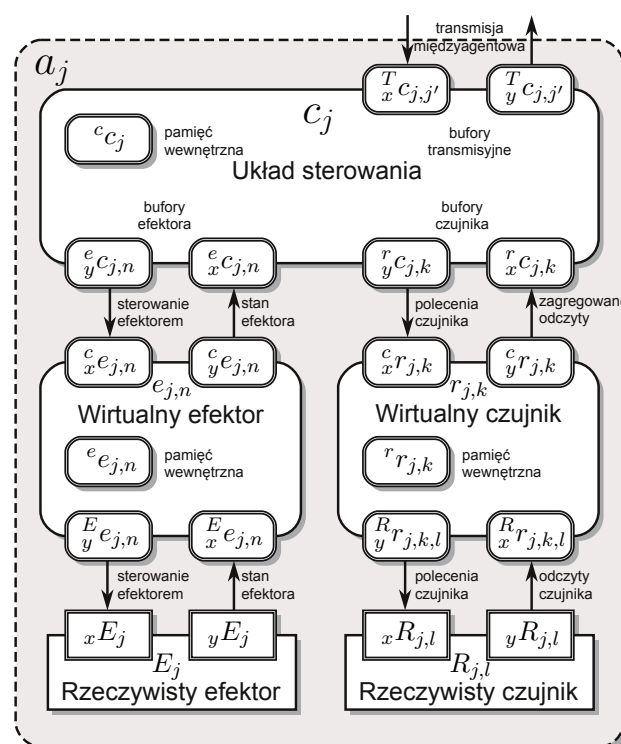 transmisja
międzyagentowa
a_j
^T_x c_{j,j'} ^T_y c_{j,j'}
c_j
^c c_j
pamięć
wewnętrzna
bufory
transmisyjne
Układ sterowania
bufory
efektora
bufory
czujnika
^e_y c_{j,n} ^e_x c_{j,n} ^r_y c_{j,k} ^r_x c_{j,k}
sterowanie
efektorem
stan
efektora
polecenia
czujnika
zagregowane
odczyty
^c_x e_{j,n} ^c_y e_{j,n} ^c_x r_{j,k} ^c_y r_{j,k}
e_{j,n} r_{j,k}
Wirtualny efektor
Wirtualny czujnik
^e e_{j,n}
pamięć
wewnętrzna
^r r_{j,k}
pamięć
wewnętrzna
^E_y e_{j,n} ^E_x e_{j,n} ^R_y r_{j,k,l} ^R_x r_{j,k,l}
sterowanie
efektorem
stan
efektora
polecenia
czujnika
odczyty
czujnika
_x E_j _y E_j _x R_{j,l} _y R_{j,l}
E_j R_{j,l}
Rzeczywisty efektor
Rzeczywisty czujnik